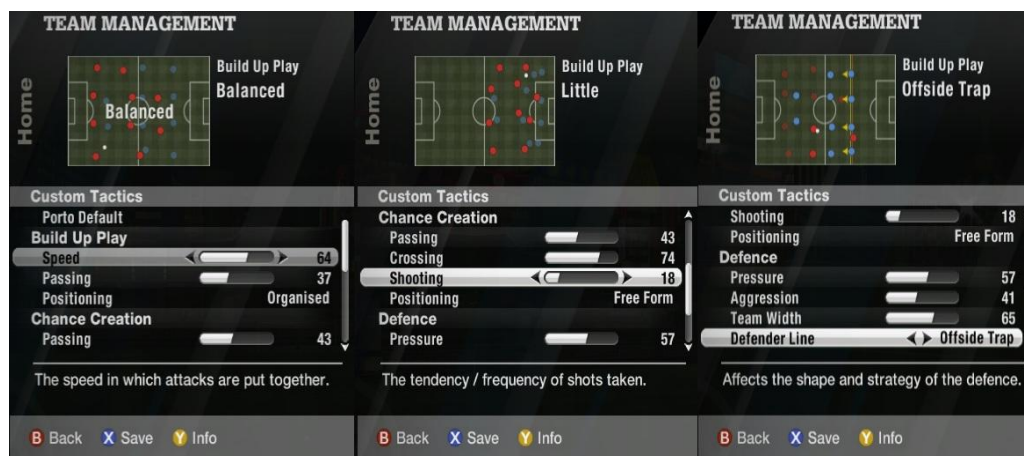 TEAM MANAGEMENT
Home
Balanced
Build Up Play
Balanced
Custom Tactics
Porto Default
Build Up Play
Speed 64
Passing 37
Positioning Organised
Chance Creation
Passing 43
The speed in which attacks are put together.
B Back X Save Y Info
TEAM MANAGEMENT
Home
Build Up Play
Little
Custom Tactics
Chance Creation
Passing 43
Crossing 74
Shooting 18
Positioning Free Form
Defence
Pressure 57
The tendency / frequency of shots taken.
B Back X Save Y Info
TEAM MANAGEMENT
Home
Build Up Play
Offside Trap
Custom Tactics
Shooting 18
Positioning Free Form
Defence
Pressure 57
Aggression 41
Team Width 65
Defender Line Offside Trap
Affects the shape and strategy of the defence.
B Back X Save Y Info